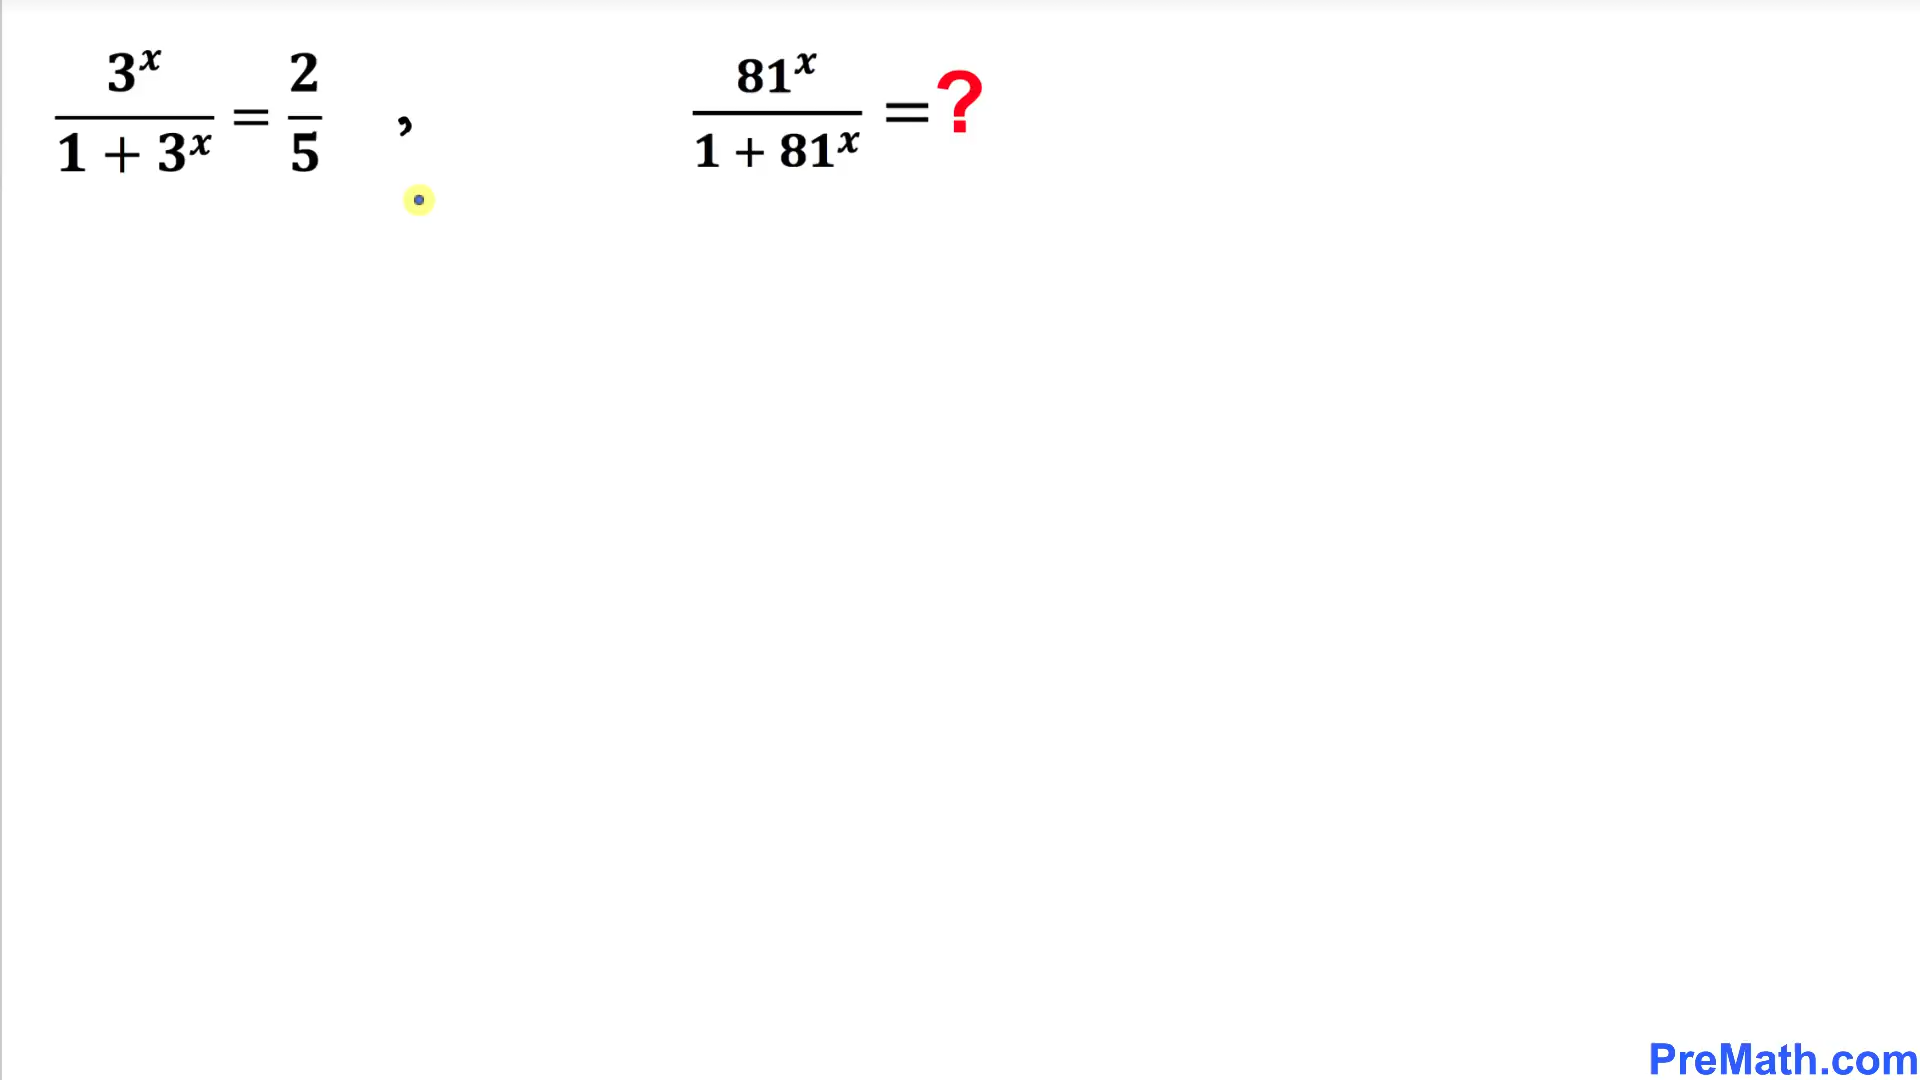 3^x / (1 + 3^x) = 2/5 , 81^x / (1 + 81^x) = ?
PreMath.com